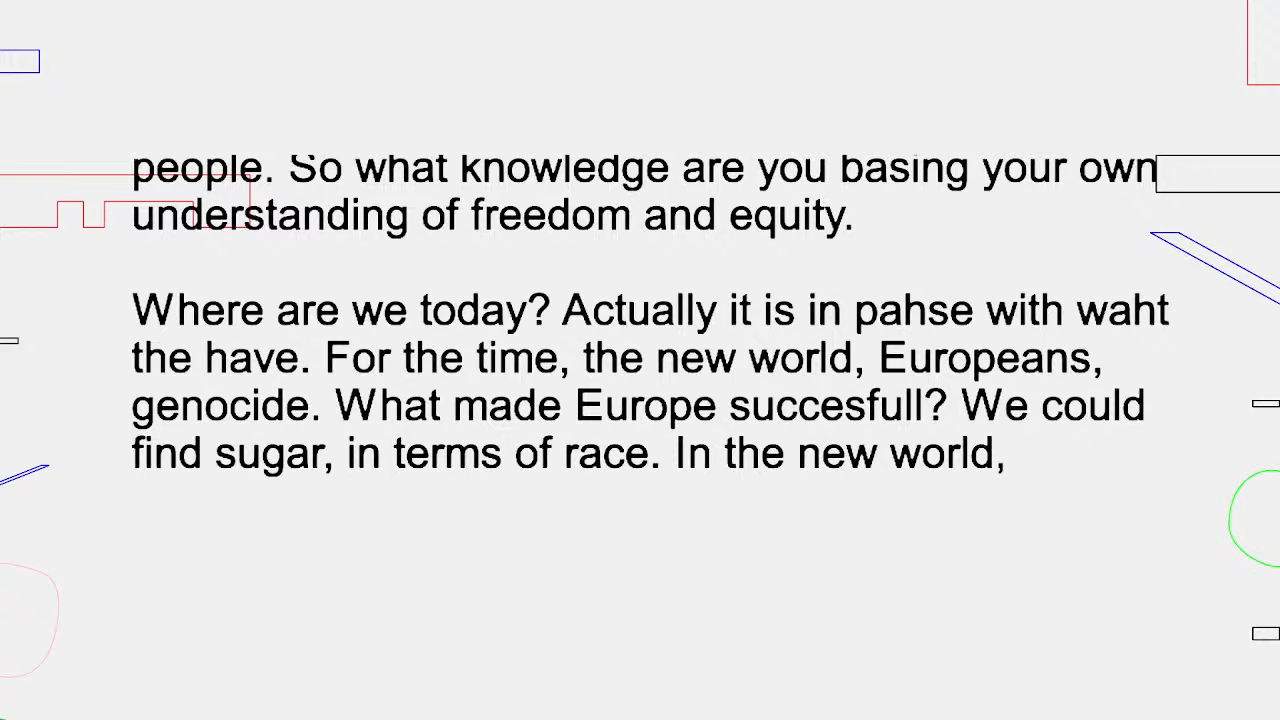 people. So what knowledge are you basing your own
understanding of freedom and equity.
Where are we today? Actually it is in pahse with waht
the have. For the time, the new world, Europeans,
genocide. What made Europe succesfull? We could
find sugar, in terms of race. In the new world,